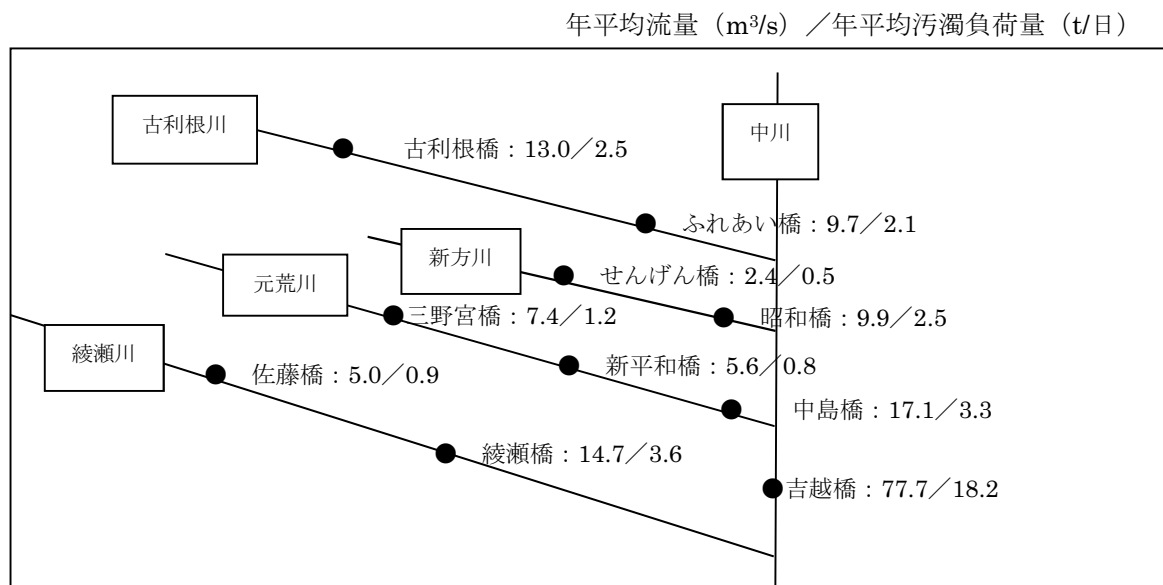 年平均流量（m³/s）／年平均汚濁負荷量（t/日）
古利根川
中川
古利根橋：13.0／2.5
ふれあい橋：9.7／2.1
新方川
せんげん橋：2.4／0.5
元荒川
三野宮橋：7.4／1.2
昭和橋：9.9／2.5
綾瀬川
佐藤橋：5.0／0.9
新平和橋：5.6／0.8
中島橋：17.1／3.3
綾瀬橋：14.7／3.6
吉越橋：77.7／18.2